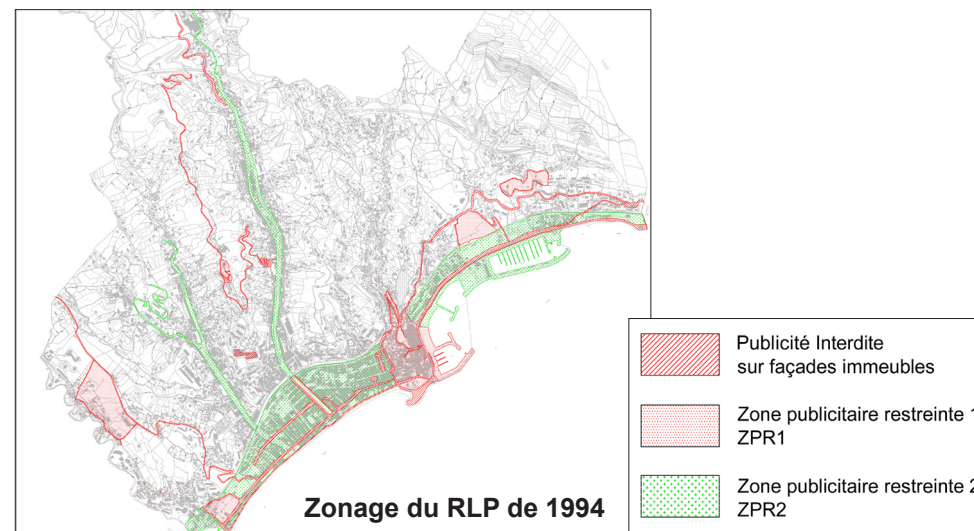 Publicité Interdite
sur façades immeubles
Zone publicitaire restreinte 1
ZPR1
Zone publicitaire restreinte 2
ZPR2
Zonage du RLP de 1994